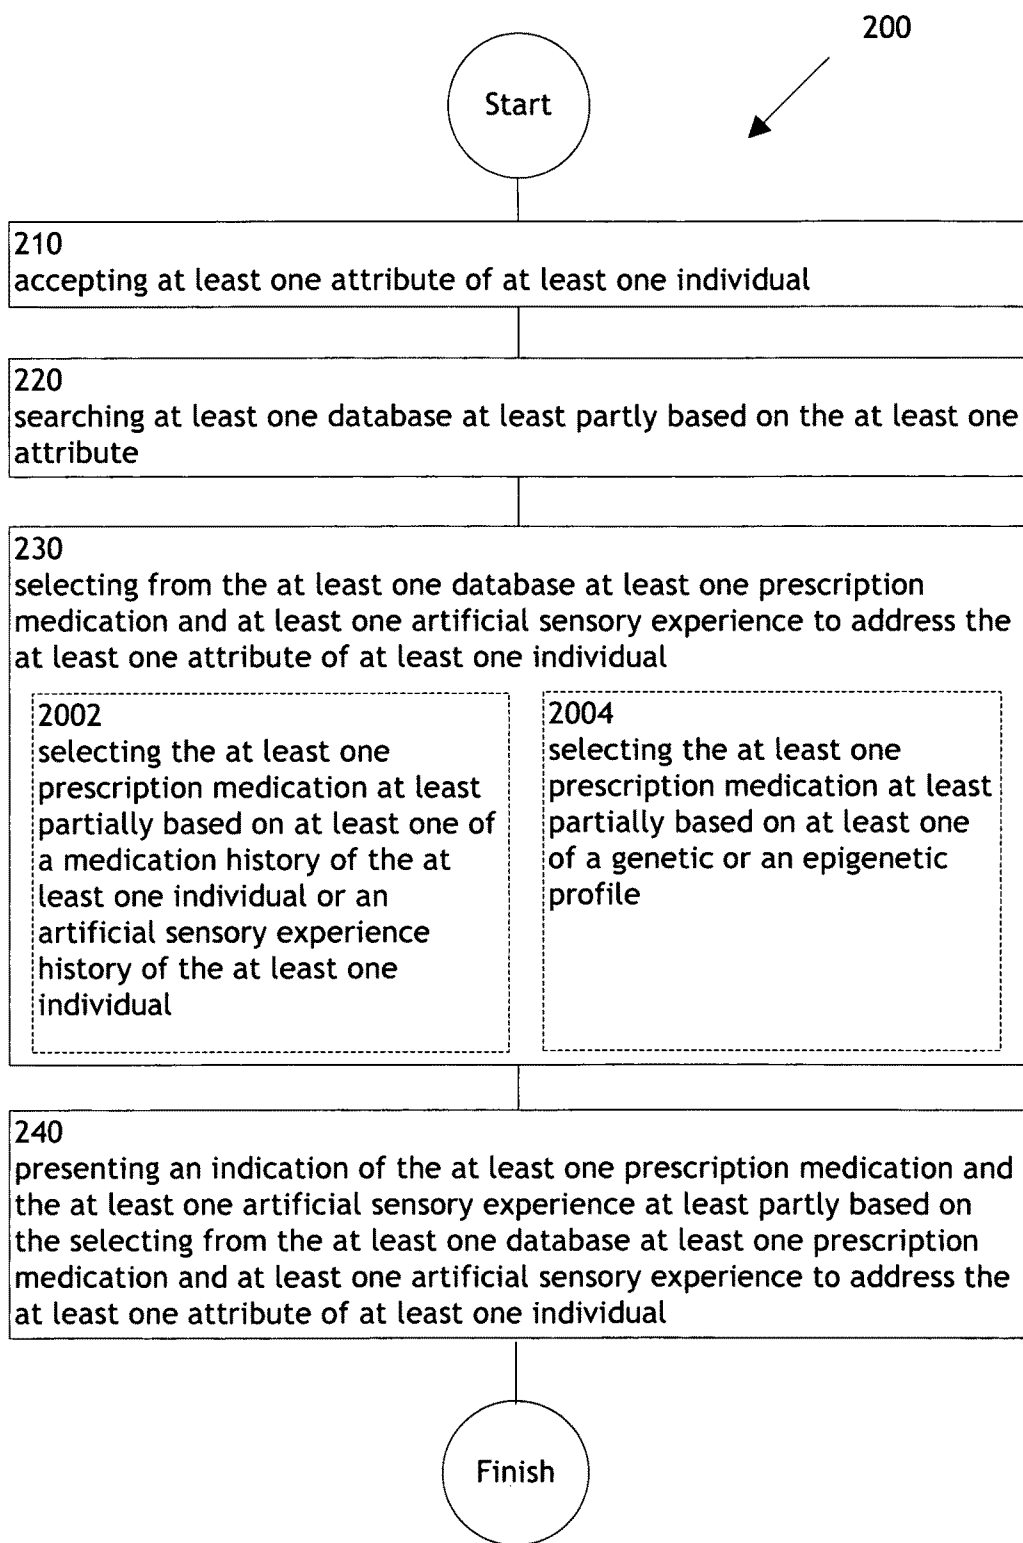 200
Start
210
accepting at least one attribute of at least one individual
220
searching at least one database at least partly based on the at least one
attribute
230
selecting from the at least one database at least one prescription
medication and at least one artificial sensory experience to address the
at least one attribute of at least one individual
2002
selecting the at least one
prescription medication at least
partially based on at least one of
a medication history of the at
least one individual or an
artificial sensory experience
history of the at least one
individual
2004
selecting the at least one
prescription medication at least
partially based on at least one
of a genetic or an epigenetic
profile
240
presenting an indication of the at least one prescription medication and
the at least one artificial sensory experience at least partly based on
the selecting from the at least one database at least one prescription
medication and at least one artificial sensory experience to address the
at least one attribute of at least one individual
Finish